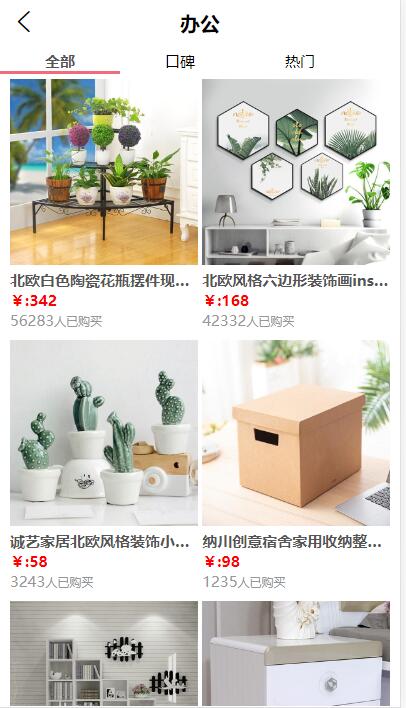 办公
全部 口碑 热门
北欧白色陶瓷花瓶摆件现...
￥:342
56283人已购买
北欧风格六边形装饰画ins...
￥:168
42332人已购买
诚艺家居北欧风格装饰小...
￥:58
3243人已购买
纳川创意宿舍家用收纳整...
￥:98
1235人已购买